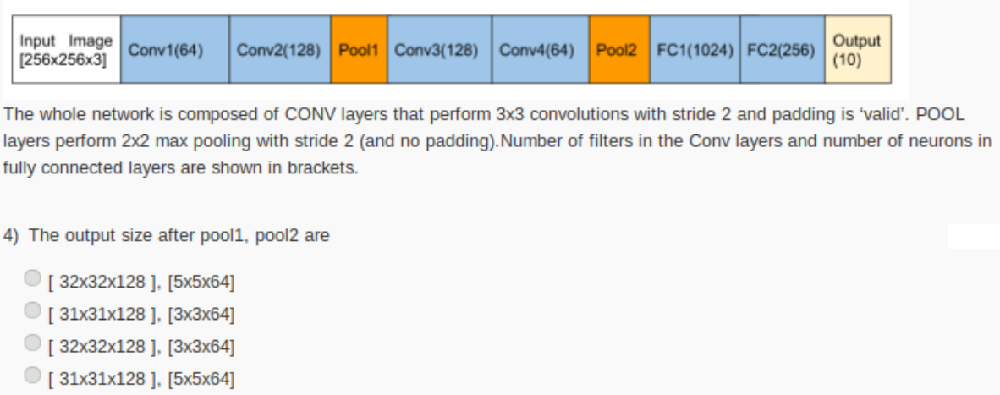 Input Image
[256x256x3]
Conv1(64)
Conv2(128)
Pool1
Conv3(128)
Conv4(64)
Pool2
FC1(1024)
FC2(256)
Output
(10)
The whole network is composed of CONV layers that perform 3x3 convolutions with stride 2 and padding is ‘valid’. POOL
layers perform 2x2 max pooling with stride 2 (and no padding).Number of filters in the Conv layers and number of neurons in
fully connected layers are shown in brackets.
4) The output size after pool1, pool2 are
[ 32x32x128 ], [5x5x64]
[ 31x31x128 ], [3x3x64]
[ 32x32x128 ], [3x3x64]
[ 31x31x128 ], [5x5x64]